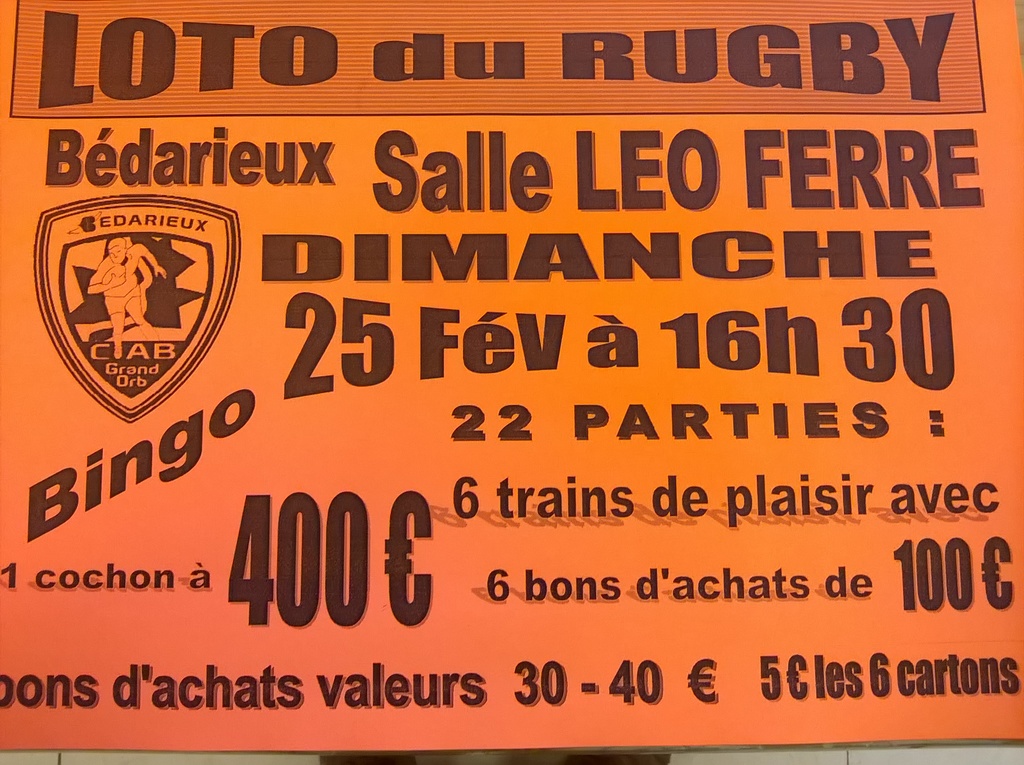 LOTO du RUGBY
Bédarieux Salle LEO FERRE
BÉDARIEUX
CTAB
Grand
Orb
DIMANCHE
25 Fév à 16h 30
22 PARTIES :
Bingo
6 trains de plaisir avec
1 cochon à 400 €
6 bons d'achats de 100 €
bons d'achats valeurs 30 - 40 € 5 € les 6 cartons